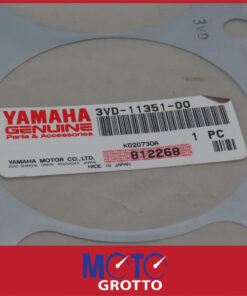 3VD
YAMAHA
GENUINE
Parts & Accessories
3VD-11351-00
1 PC
K020730A
YAMAHA MOTOR CO.,LTD.
812268
MADE IN JAPAN
MOTO
GROTTO